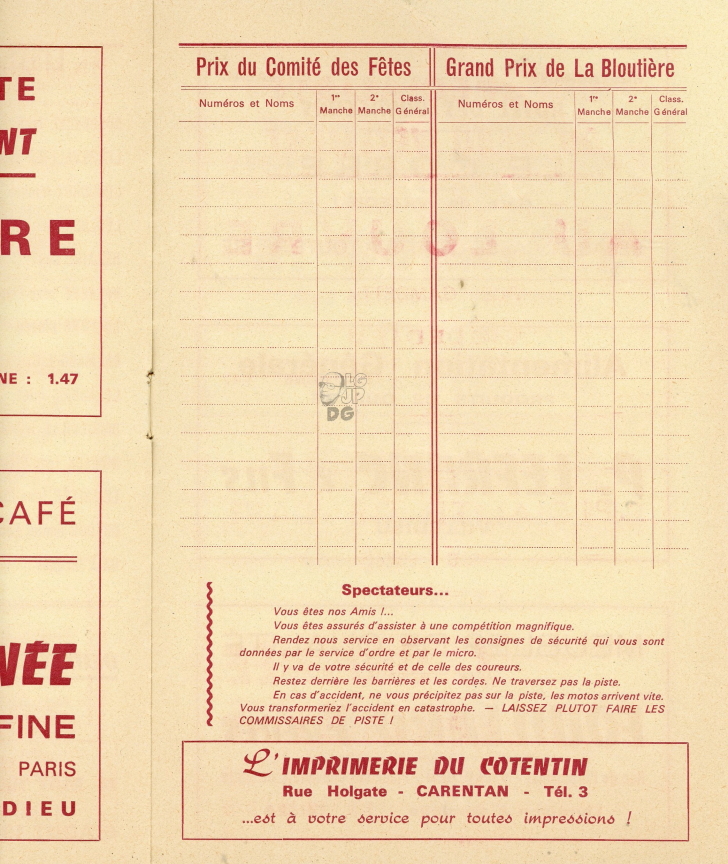 TE
NT
RE
NE : 1.47
CAFÉ
NÉE
FINE
PARIS
DIEU
Prix du Comité des Fêtes
Numéros et Noms
1re Manche
2e Manche
Class. Général
Grand Prix de La Bloutière
Numéros et Noms
1re Manche
2e Manche
Class. Général
LG
JP
DG
Spectateurs...
Vous êtes nos Amis !...
Vous êtes assurés d'assister à une compétition magnifique.
Rendez nous service en observant les consignes de sécurité qui vous sont
données par le service d'ordre et par le micro.
Il y va de votre sécurité et de celle des coureurs.
Restez derrière les barrières et les cordes. Ne traversez pas la piste.
En cas d'accident, ne vous précipitez pas sur la piste, les motos arrivent vite.
Vous transformeriez l'accident en catastrophe. — LAISSEZ PLUTOT FAIRE LES
COMMISSAIRES DE PISTE !
L'IMPRIMERIE DU COTENTIN
Rue Holgate - CARENTAN - Tél. 3
...est à votre service pour toutes impressions !